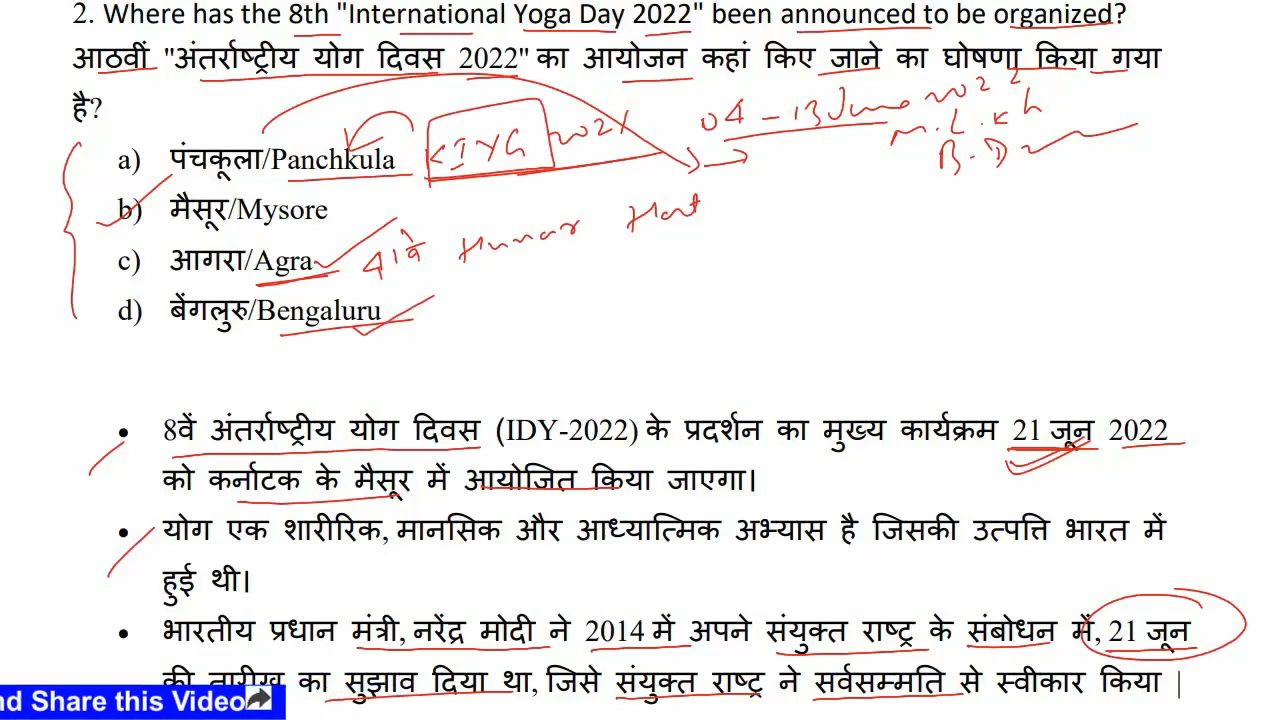 2. Where has the 8th "International Yoga Day 2022" been announced to be organized?
आठवीं "अंतर्राष्ट्रीय योग दिवस 2022" का आयोजन कहां किए जाने का घोषणा किया गया
है?
04 - 13 June 2022
a) पंचकूला/Panchkula KIYG 2021
b) मैसूर/Mysore
c) आगरा/Agra 41वां Hunar Hat
d) बेंगलुरु/Bengaluru
• 8वें अंतर्राष्ट्रीय योग दिवस (IDY-2022) के प्रदर्शन का मुख्य कार्यक्रम 21 जून 2022
को कर्नाटक के मैसूर में आयोजित किया जाएगा।
• योग एक शारीरिक, मानसिक और आध्यात्मिक अभ्यास है जिसकी उत्पत्ति भारत में
हुई थी।
• भारतीय प्रधान मंत्री, नरेंद्र मोदी ने 2014 में अपने संयुक्त राष्ट्र के संबोधन में, 21 जून
की तारीख का सुझाव दिया था, जिसे संयुक्त राष्ट्र ने सर्वसम्मति से स्वीकार किया |
nd Share this Video